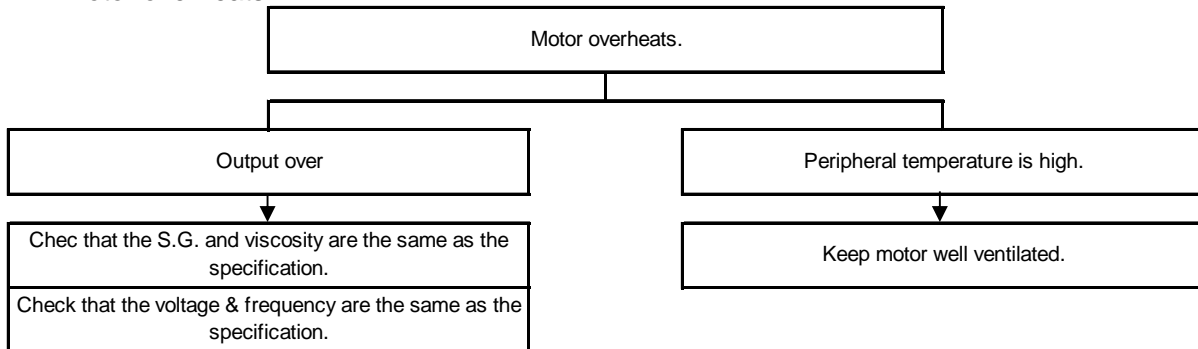 Motor overheats.
Output over
Peripheral temperature is high.
Chec that the S.G. and viscosity are the same as the
specification.
Keep motor well ventilated.
Check that the voltage & frequency are the same as the
specification.